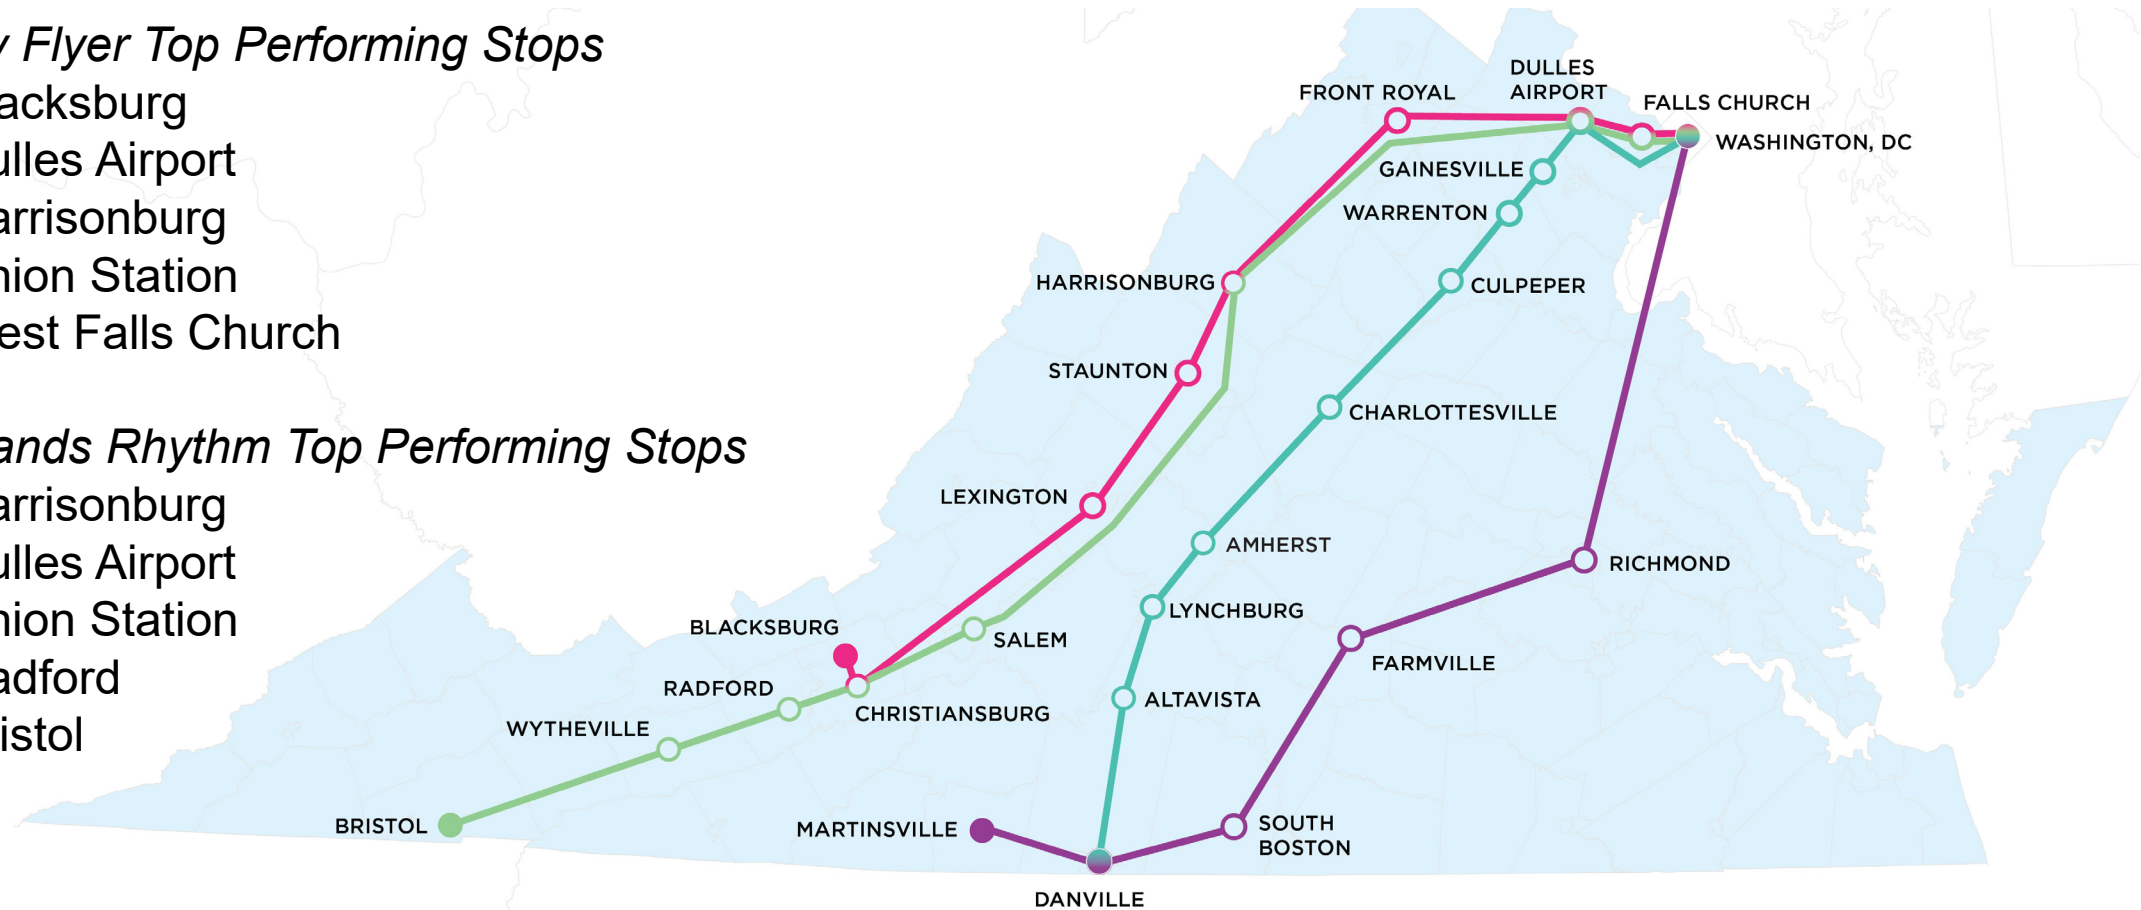 Flyer Top Performing Stops
acksburg
ulles Airport
arrisonburg
nion Station
est Falls Church
ands Rhythm Top Performing Stops
arrisonburg
ulles Airport
nion Station
adford
istol
FRONT ROYAL
DULLES
AIRPORT
FALLS CHURCH
WASHINGTON, DC
GAINESVILLE
WARRENTON
HARRISONBURG
CULPEPER
STAUNTON
CHARLOTTESVILLE
LEXINGTON
AMHERST
RICHMOND
LYNCHBURG
BLACKSBURG
SALEM
FARMVILLE
RADFORD
ALTAVISTA
CHRISTIANSBURG
WYTHEVILLE
BRISTOL
MARTINSVILLE
SOUTH
BOSTON
DANVILLE